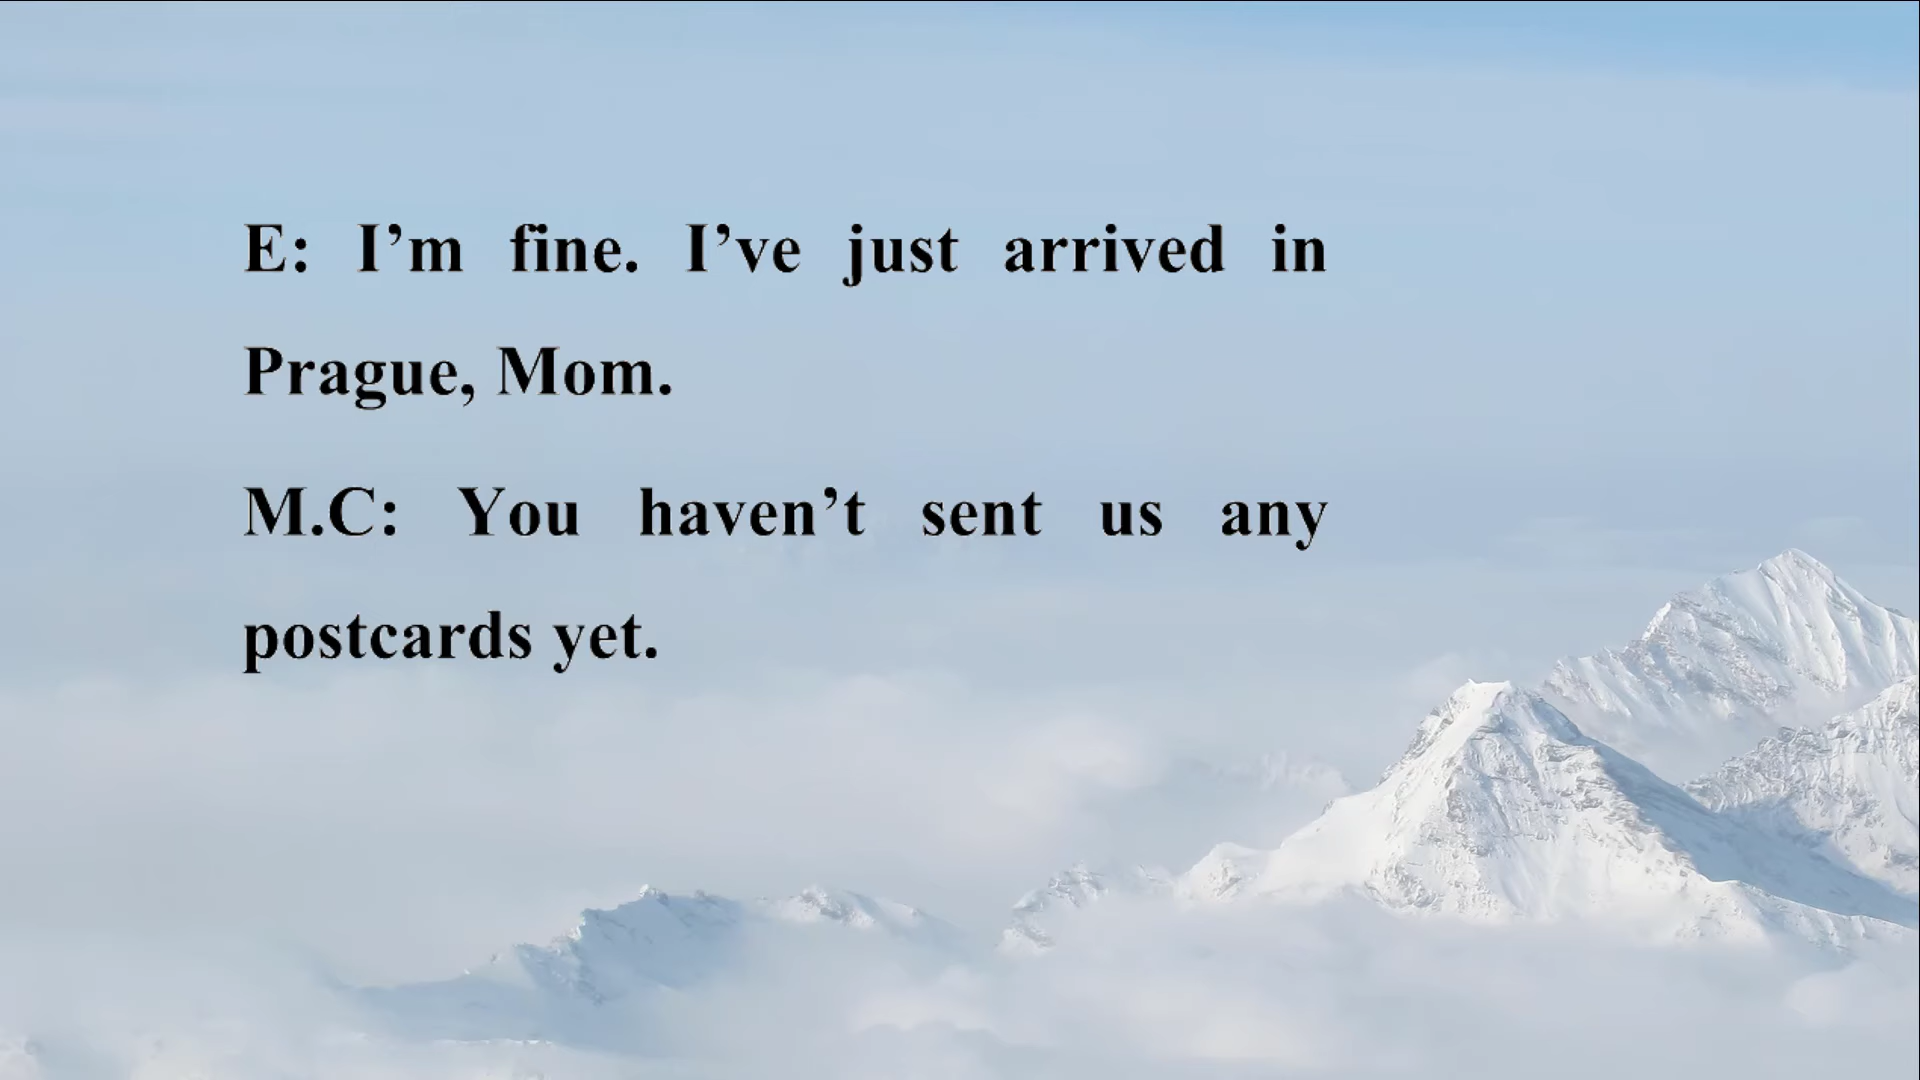 E: I’m fine. I’ve just arrived in
Prague, Mom.
M.C: You haven’t sent us any
postcards yet.